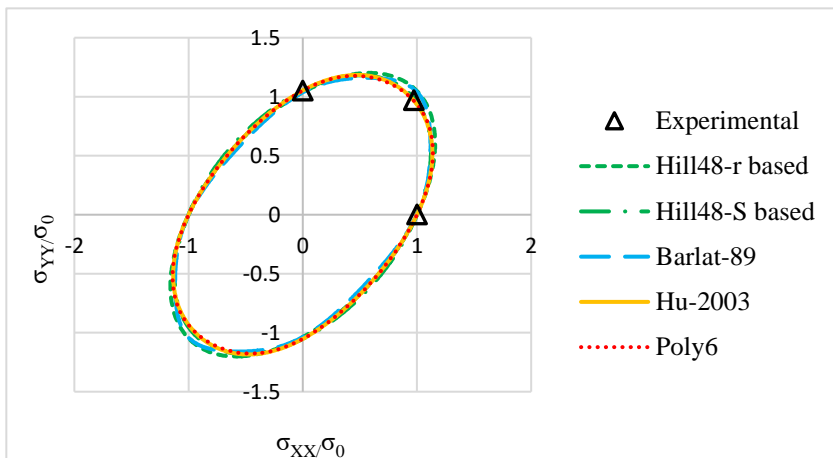 1.5
1
0.5
0
-0.5
-1
-1.5
-2
-1
0
1
2
σYY/σ0
σXX/σ0
Experimental
Hill48-r based
Hill48-S based
Barlat-89
Hu-2003
Poly6